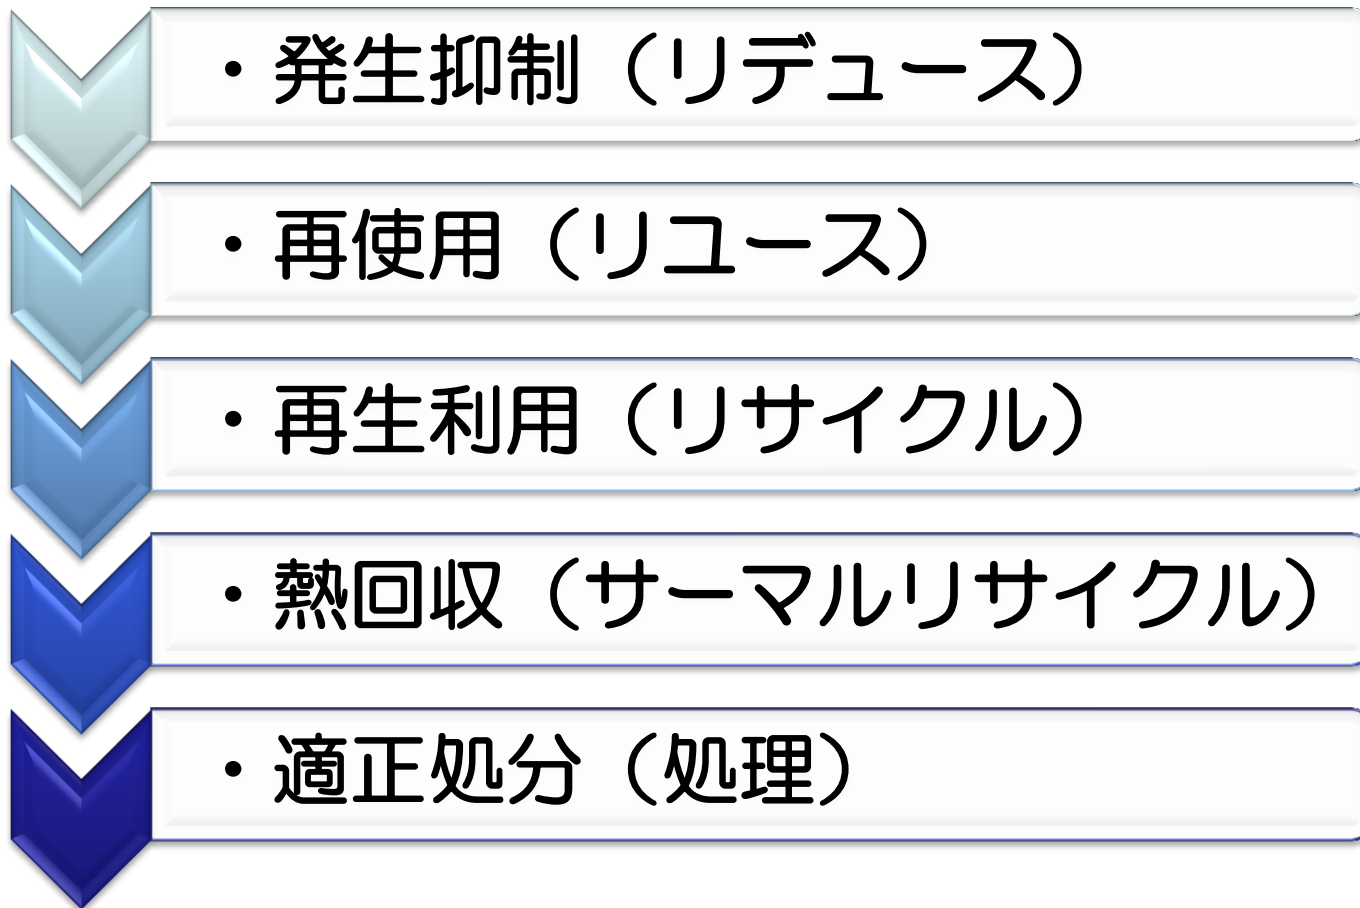 ・発生抑制（リデュース）
・再使用（リユース）
・再生利用（リサイクル）
・熱回収（サーマルリサイクル）
・適正処分（処理）